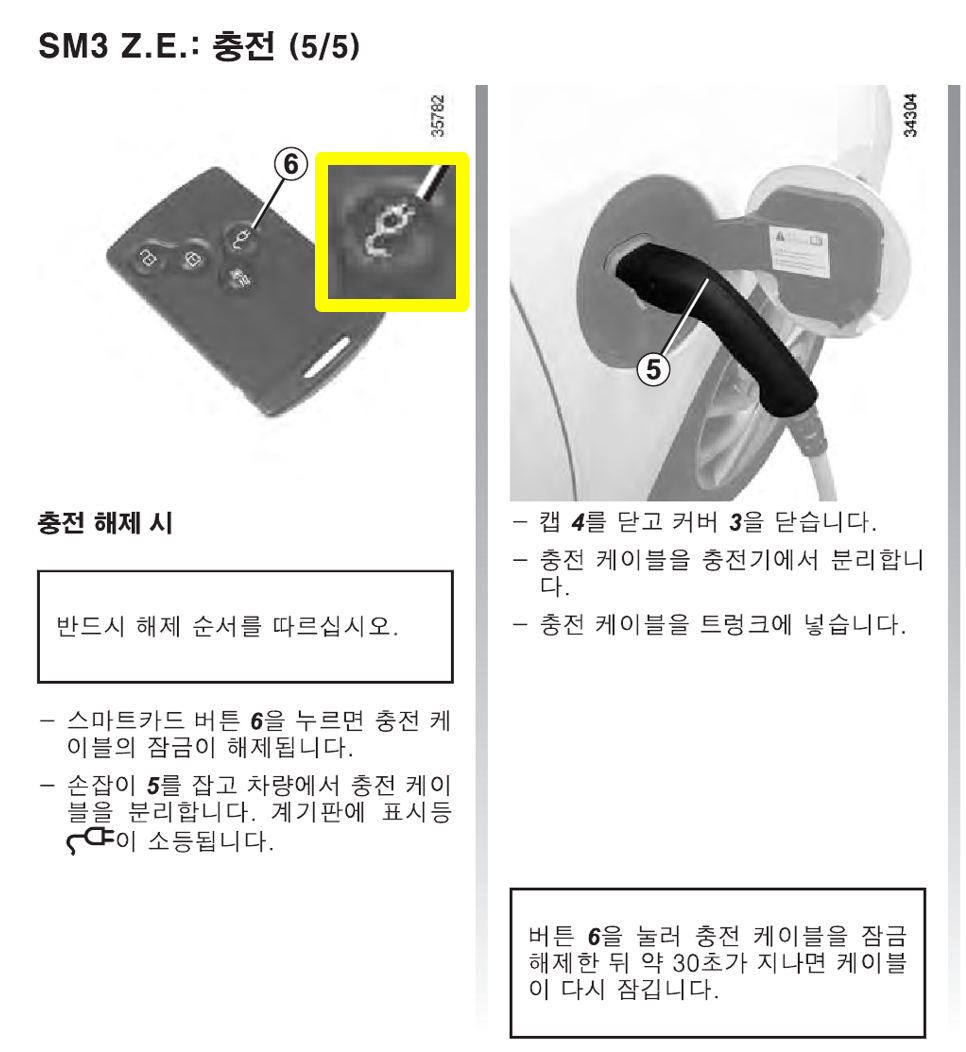 SM3 Z.E.: 충전 (5/5)
35782
6
충전 해제 시
반드시 해제 순서를 따르십시오.
– 스마트카드 버튼 6을 누르면 충전 케
이블의 잠금이 해제됩니다.
– 손잡이 5를 잡고 차량에서 충전 케이
블을 분리합니다. 계기판에 표시등
이 소등됩니다.
34304
5
– 캡 4를 닫고 커버 3을 닫습니다.
– 충전 케이블을 충전기에서 분리합니
다.
– 충전 케이블을 트렁크에 넣습니다.
버튼 6을 눌러 충전 케이블을 잠금
해제한 뒤 약 30초가 지나면 케이블
이 다시 잠깁니다.